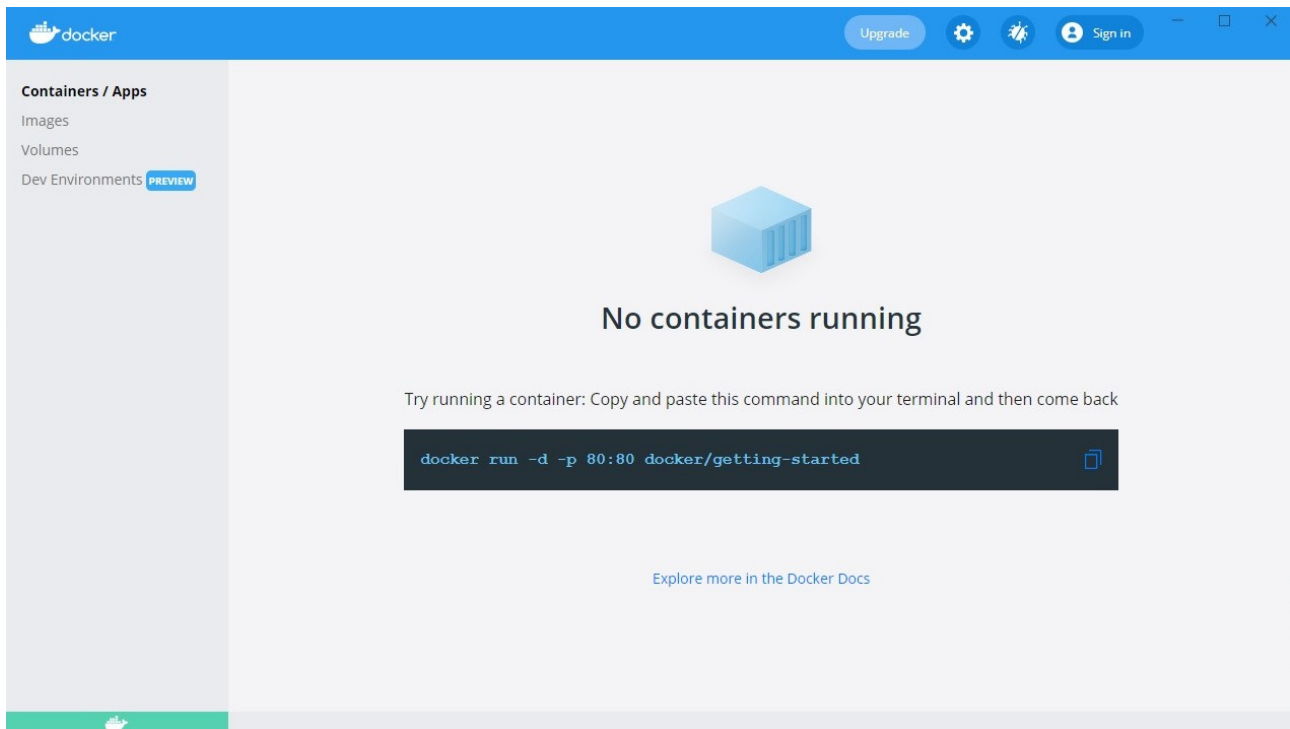 docker
Upgrade
Sign in
Containers / Apps
Images
Volumes
Dev Environments PREVIEW
No containers running
Try running a container: Copy and paste this command into your terminal and then come back
docker run -d -p 80:80 docker/getting-started
Explore more in the Docker Docs